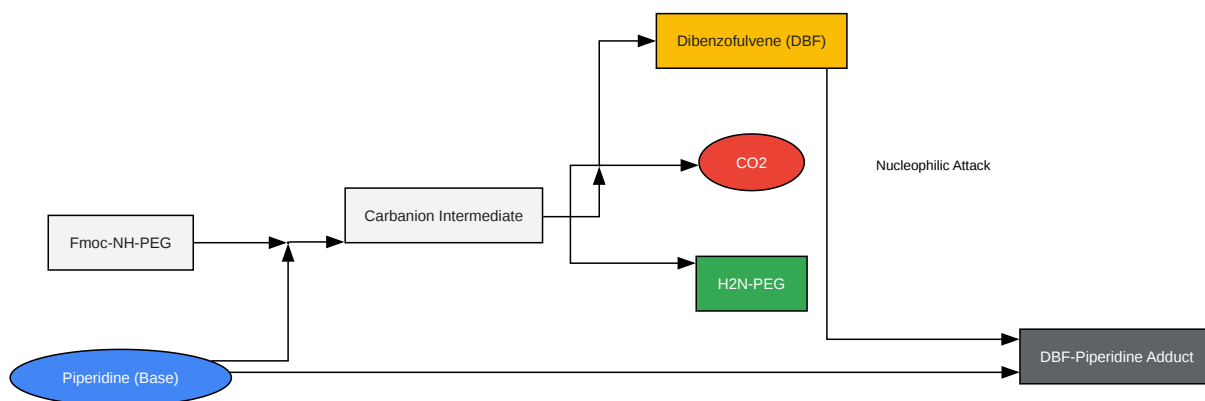 Dibenzofulvene (DBF)
CO2
Nucleophilic Attack
Carbanion Intermediate
Fmoc-NH-PEG
H2N-PEG
DBF-Piperidine Adduct
Piperidine (Base)